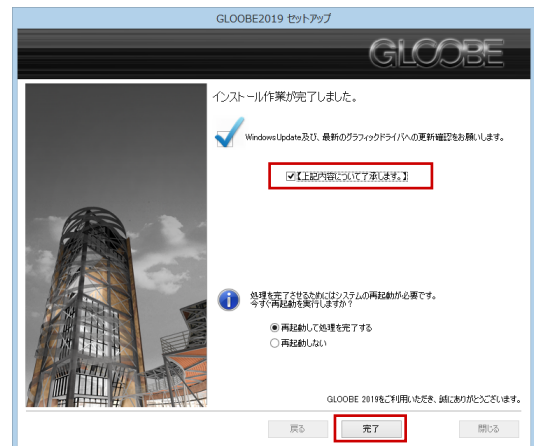 GLOOBE2019 セットアップ
GLOOBE
インストール作業が完了しました。
WindowsUpdate及び、最新のグラフィックドライバへの更新確認をお願いします。
【上記内容について了承します。】
処理を完了させるためにはシステムの再起動が必要です。
今すぐ再起動を実行しますか？
再起動して処理を完了する
再起動しない
GLOOBE 2019をご利用いただき、誠にありがとうございます。
戻る
完了
閉じる